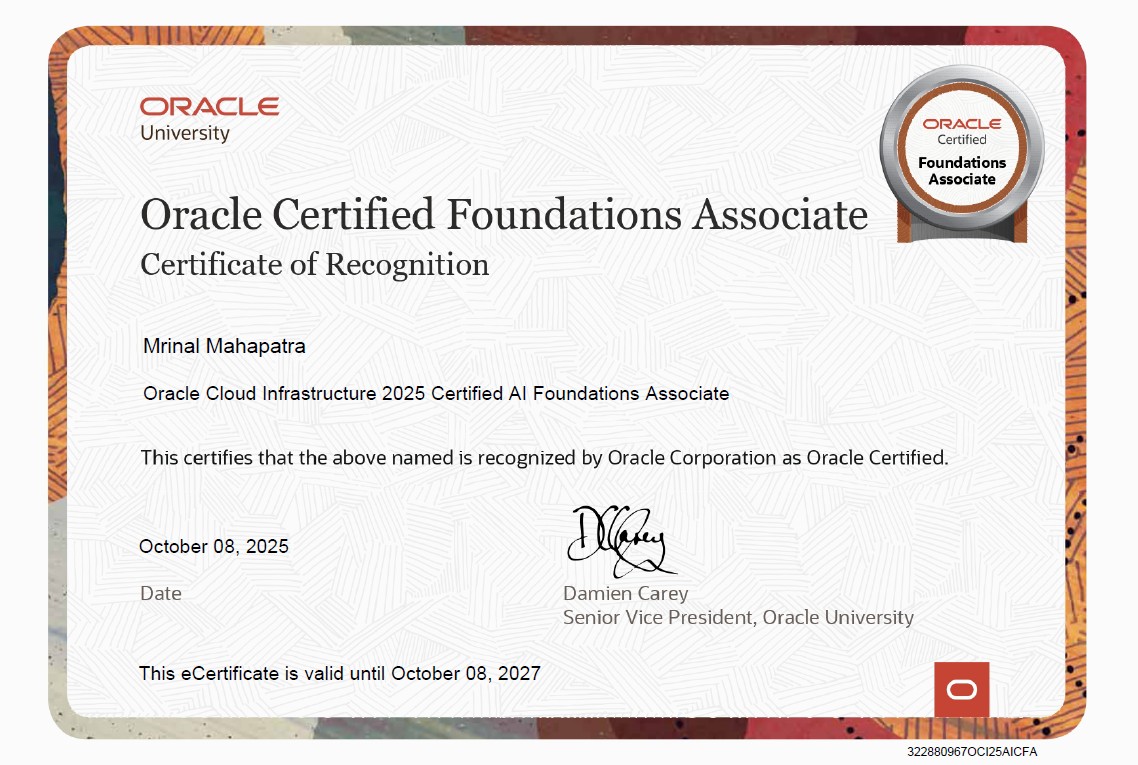 ORACLE
University
ORACLE
Certified
Foundations
Associate
Oracle Certified Foundations Associate
Certificate of Recognition
Mrinal Mahapatra
Oracle Cloud Infrastructure 2025 Certified AI Foundations Associate
This certifies that the above named is recognized by Oracle Corporation as Oracle Certified.
DCCarey
October 08, 2025
Date
Damien Carey
Senior Vice President, Oracle University
This eCertificate is valid until October 08, 2027
322880967OCI25AICFA